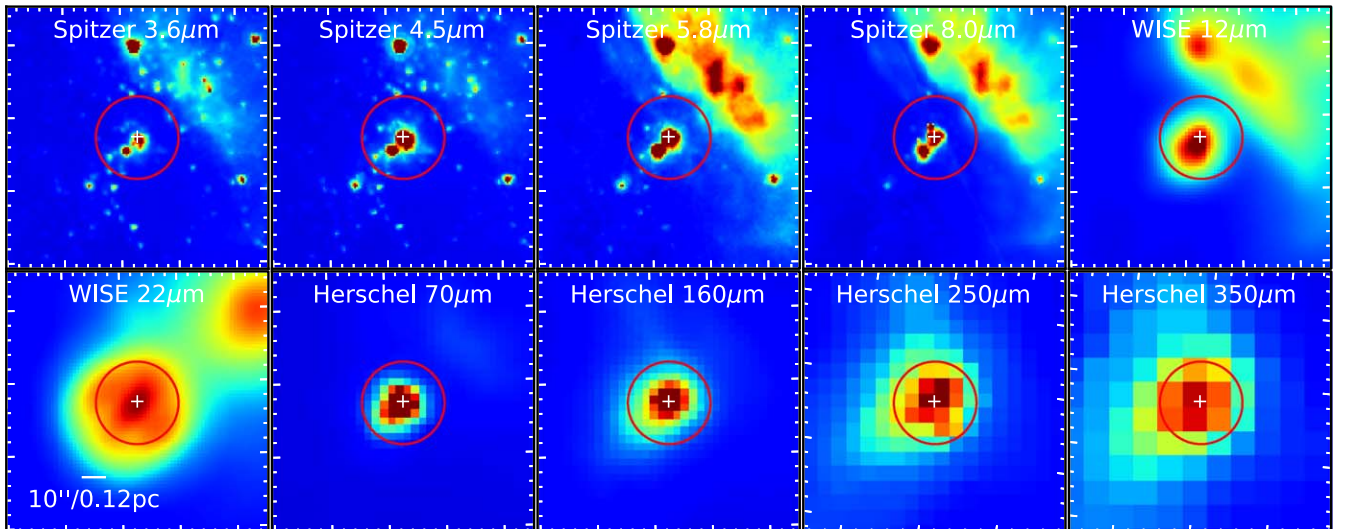 Spitzer 3.6μm
Spitzer 4.5μm
Spitzer 5.8μm
Spitzer 8.0μm
WISE 12μm
WISE 22μm
Herschel 70μm
Herschel 160μm
Herschel 250μm
Herschel 350μm
10''/0.12pc